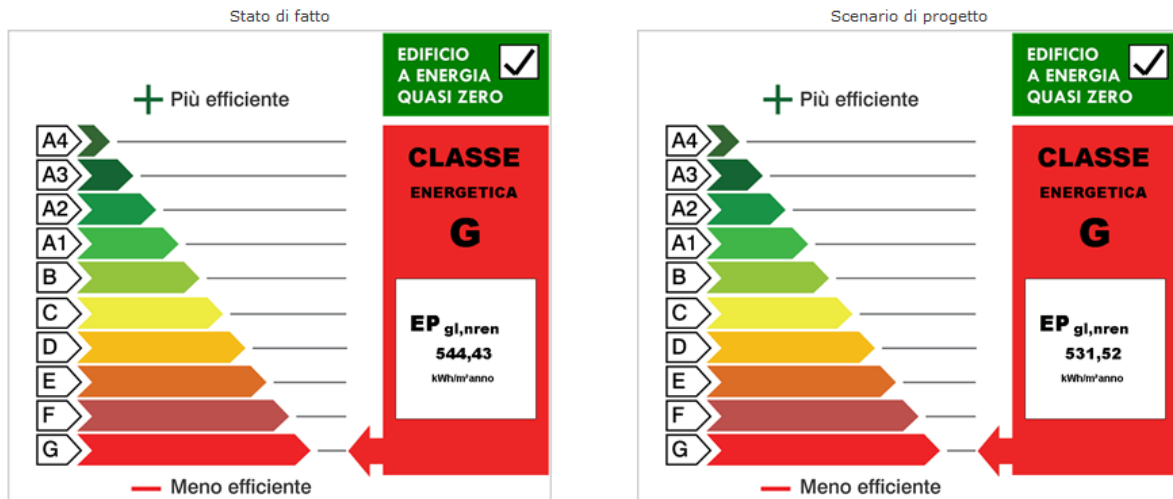 Stato di fatto
EDIFICIO
A ENERGIA
QUASI ZERO
Più efficiente
A4
A3
A2
A1
B
C
D
E
F
G
Meno efficiente
CLASSE
ENERGETICA
G
EP gl,nren
544,43
kWh/m²anno
Scenario di progetto
EDIFICIO
A ENERGIA
QUASI ZERO
Più efficiente
A4
A3
A2
A1
B
C
D
E
F
G
Meno efficiente
CLASSE
ENERGETICA
G
EP gl,nren
531,52
kWh/m²anno